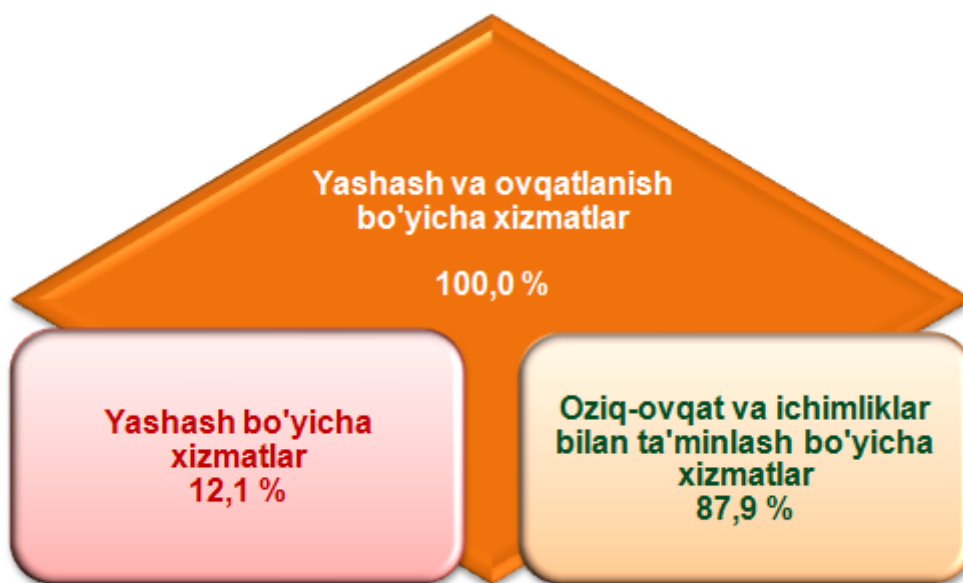 Yashash va ovqatlanish
bo'yicha xizmatlar
100,0 %
Yashash bo'yicha
xizmatlar
12,1 %
Oziq-ovqat va ichimliklar
bilan ta'minlash bo'yicha
xizmatlar
87,9 %